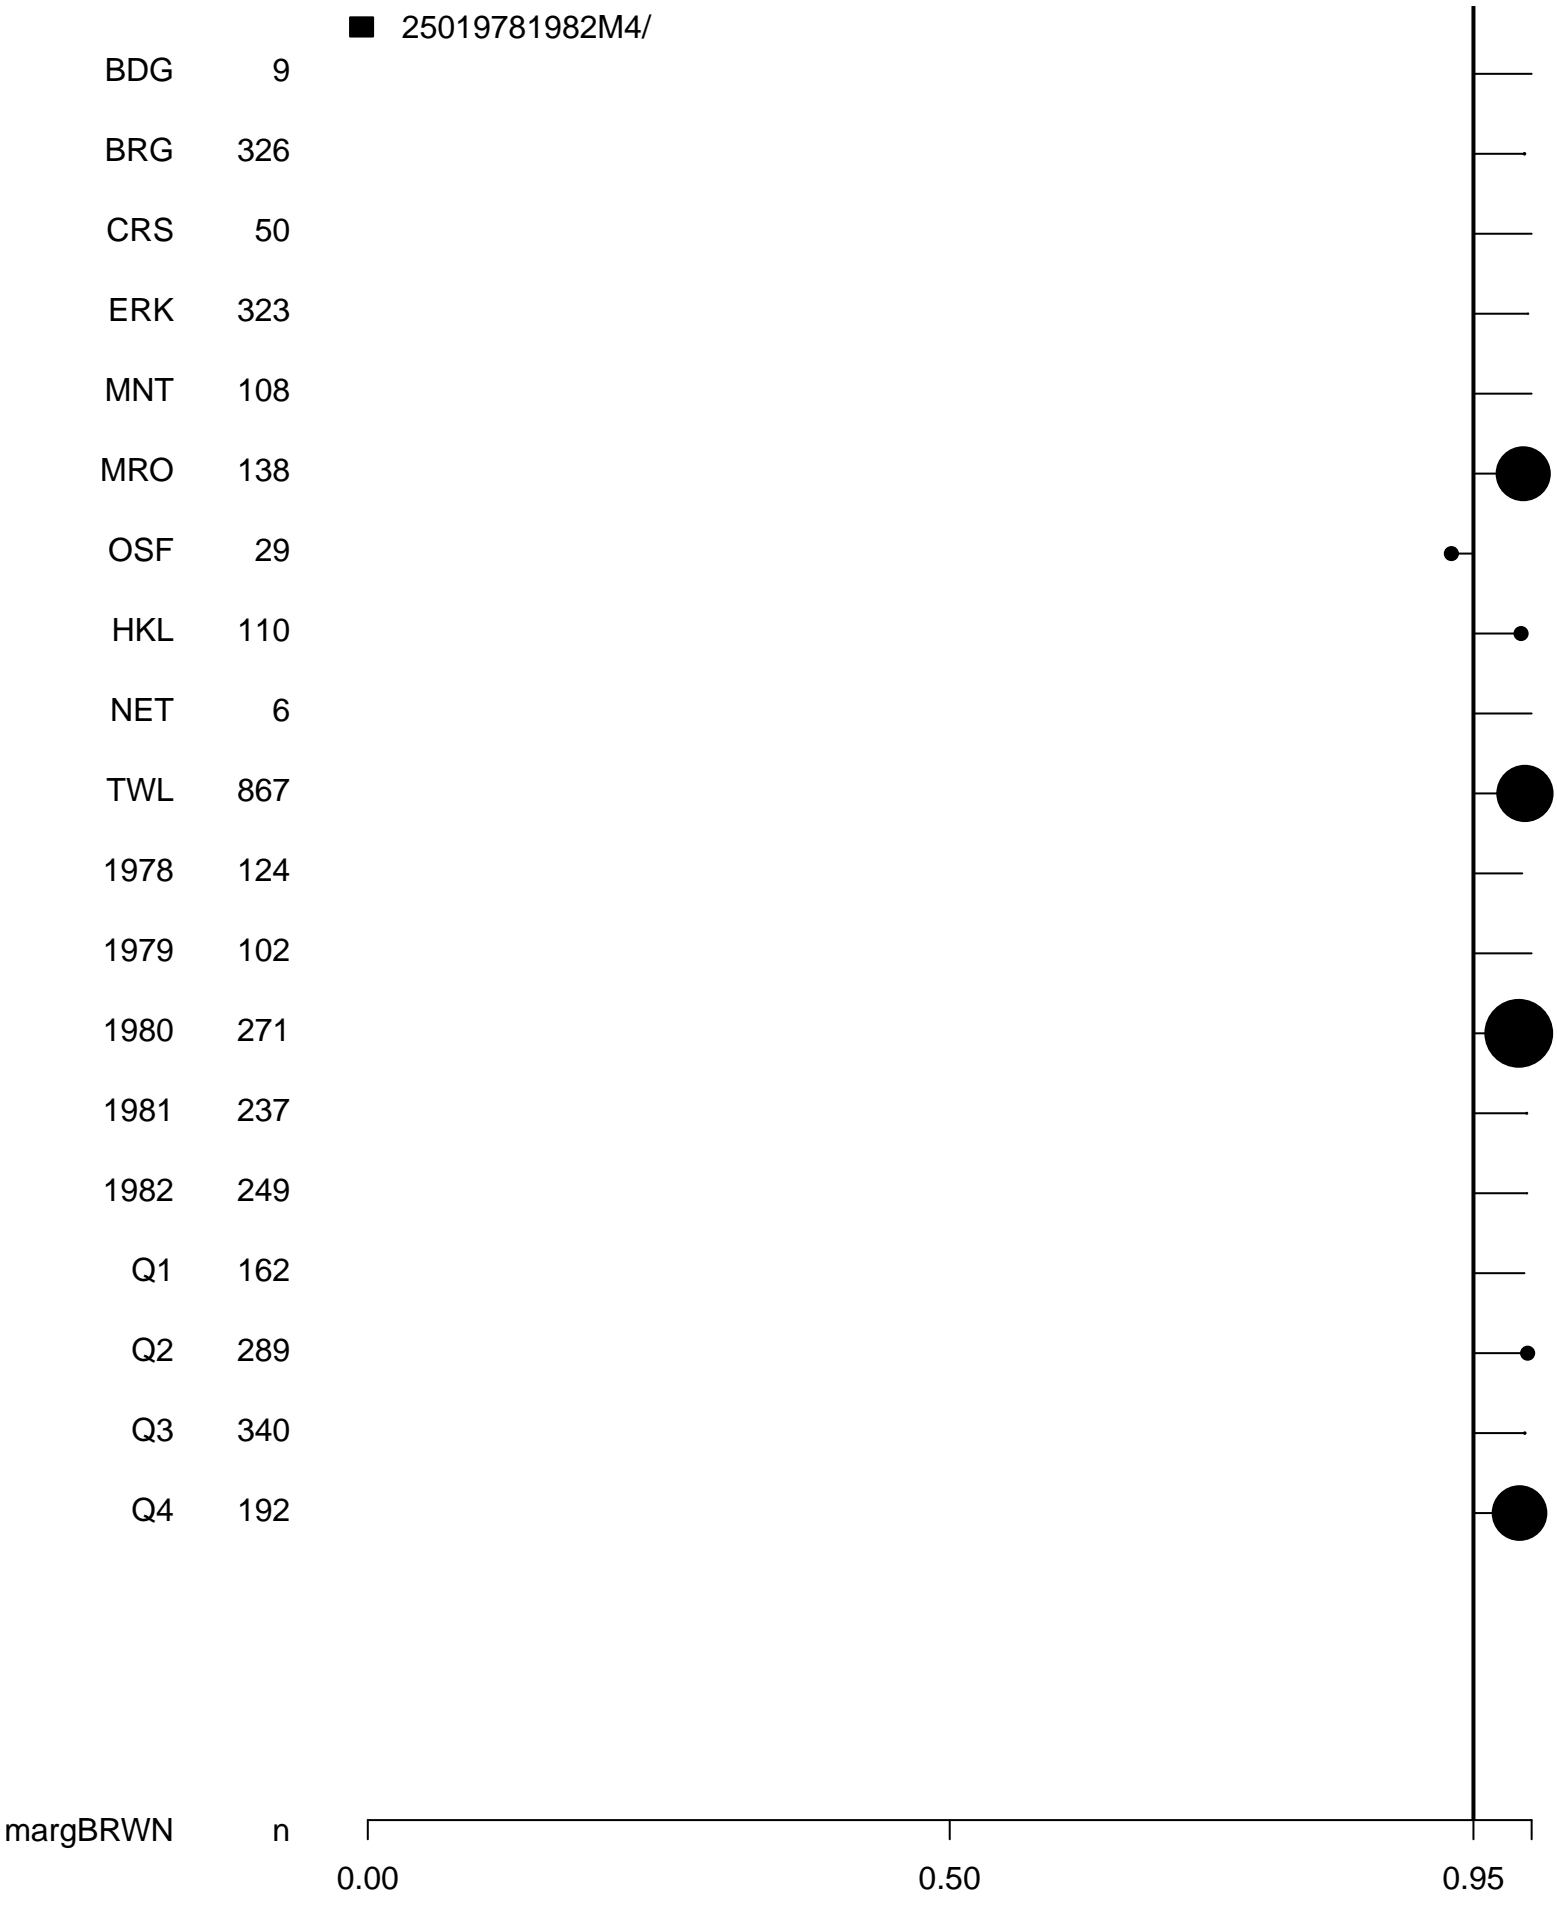 25019781982M4/
BDG 9
BRG 326
CRS 50
ERK 323
MNT 108
MRO 138
OSF 29
HKL 110
NET 6
TWL 867
1978 124
1979 102
1980 271
1981 237
1982 249
Q1 162
Q2 289
Q3 340
Q4 192
margBRWN n
0.00 0.50 0.95